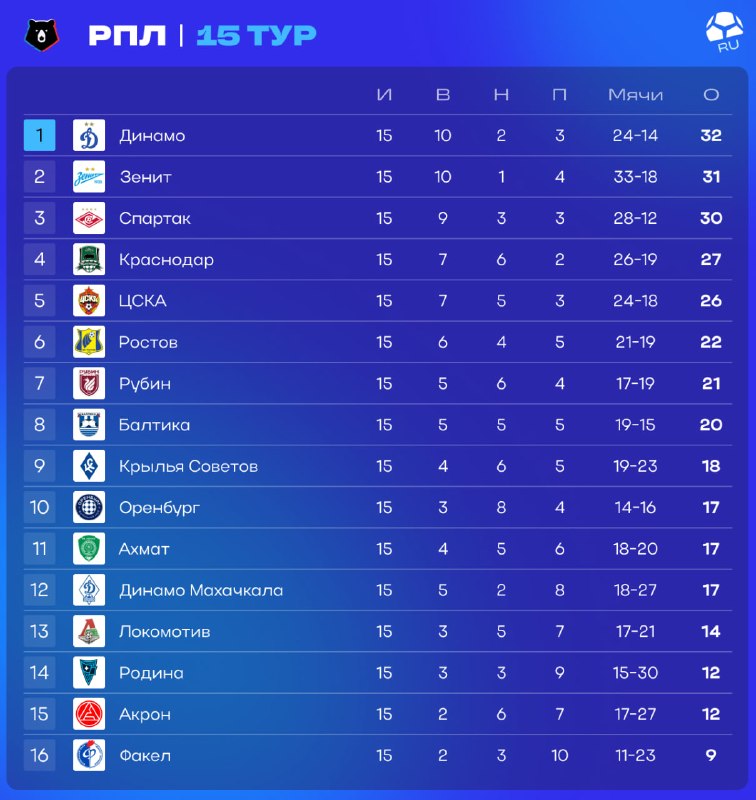 РПЛ | 15 ТУР
RU
И В Н П Мячи О
1 Динамо 15 10 2 3 24-14 32
2 Зенит 15 10 1 4 33-18 31
3 Спартак 15 9 3 3 28-12 30
4 Краснодар 15 7 6 2 26-19 27
5 ЦСКА 15 7 5 3 24-18 26
6 Ростов 15 6 4 5 21-19 22
7 Рубин 15 5 6 4 17-19 21
8 Балтика 15 5 5 5 19-15 20
9 Крылья Советов 15 4 6 5 19-23 18
10 Оренбург 15 3 8 4 14-16 17
11 Ахмат 15 4 5 6 18-20 17
12 Динамо Махачкала 15 5 2 8 18-27 17
13 Локомотив 15 3 5 7 17-21 14
14 Родина 15 3 3 9 15-30 12
15 Акрон 15 2 6 7 17-27 12
16 Факел 15 2 3 10 11-23 9